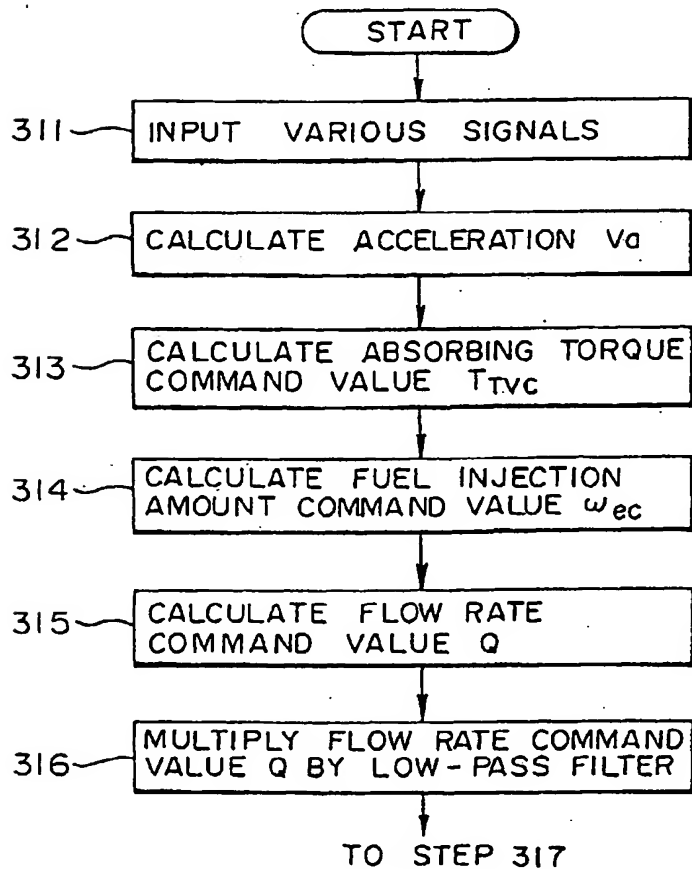 START
311 INPUT VARIOUS SIGNALS
312 CALCULATE ACCELERATION Va
313 CALCULATE ABSORBING TORQUE
COMMAND VALUE TTVC
314 CALCULATE FUEL INJECTION
AMOUNT COMMAND VALUE ωec
315 CALCULATE FLOW RATE
COMMAND VALUE Q
316 MULTIPLY FLOW RATE COMMAND
VALUE Q BY LOW-PASS FILTER
TO STEP 317